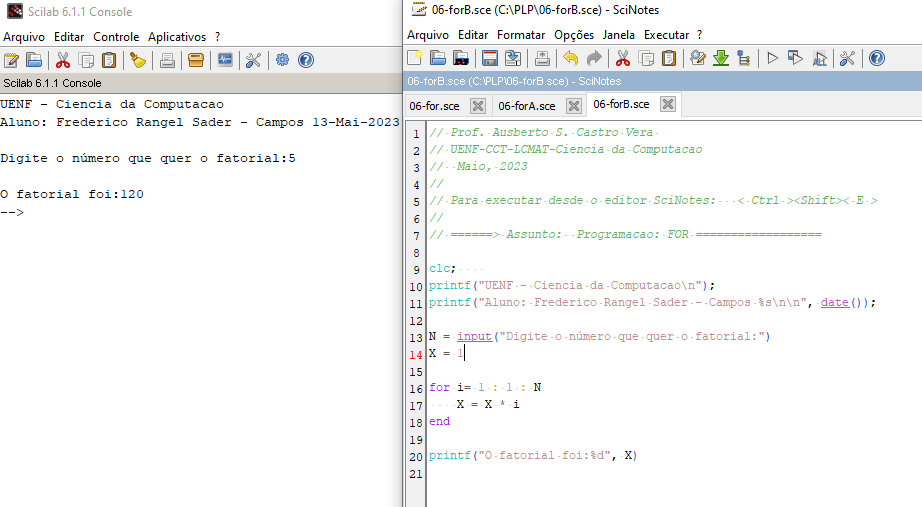 Scilab 6.1.1 Console
Arquivo Editar Controle Aplicativos ?
Scilab 6.1.1 Console
UENF - Ciencia da Computacao
Aluno: Frederico Rangel Sader - Campos 13-Mai-2023
Digite o número que quer o fatorial:5
O fatorial foi:120
-->
06-forB.sce (C:\PLP\06-forB.sce) - SciNotes
Arquivo Editar Formatar Opções Janela Executar ?
06-forB.sce (C:\PLP\06-forB.sce) - SciNotes
06-for.sce 06-forA.sce 06-forB.sce
1 // Prof. Ausberto S. Castro Vera
2 // UENF-CCT-LCMAT-Ciencia da Computacao
3 // Maio, 2023
4 //
5 // Para executar desde o editor SciNotes: < Ctrl ><Shift>< E >
6 //
7 // ======> Assunto: Programacao: FOR ==================
8
9 clc;
10 printf("UENF - Ciencia da Computacao\n");
11 printf("Aluno: Frederico Rangel Sader - Campos %s\n\n", date());
12
13 N = input("Digite o número que quer o fatorial:")
14 X = 1
15
16 for i= 1 : 1 : N
17 X = X * i
18 end
19
20 printf("O fatorial foi:%d", X)
21